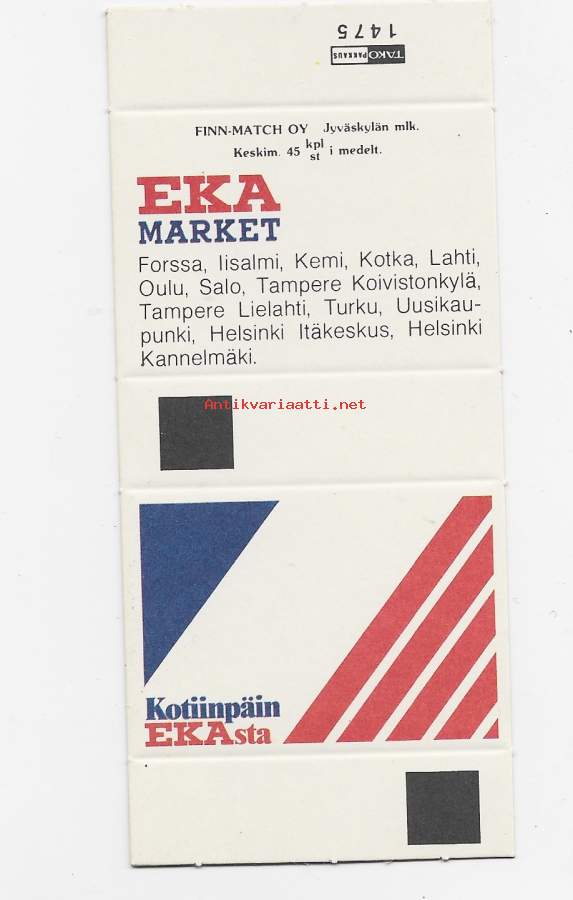 1475
TAKO PAKKAUS
FINN-MATCH OY Jyväskylän mlk.
Keskim. 45 kpl/st i medelt.
EKA
MARKET
Forssa, Iisalmi, Kemi, Kotka, Lahti,
Oulu, Salo, Tampere Koivistonkylä,
Tampere Lielahti, Turku, Uusikau-
punki, Helsinki Itäkeskus, Helsinki
Kannelmäki.
Antikvariaatti.net
Kotiinpäin
EKAsta